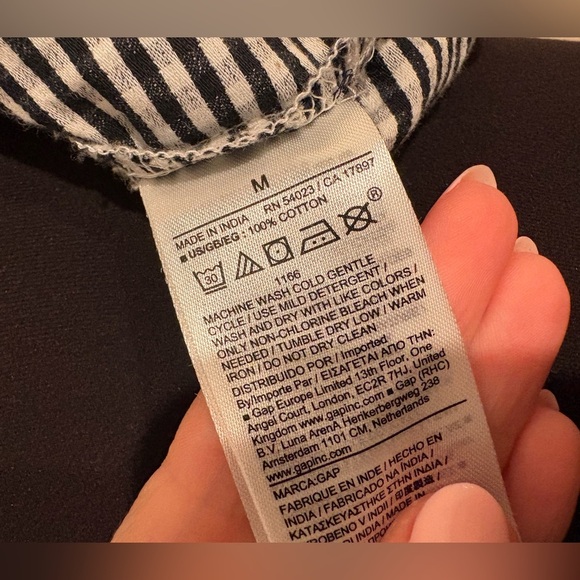 M
MADE IN INDIA RN 54023 / CA 17897
■ US/GB/EG: 100% COTTON
30 ®
1166
MACHINE WASH COLD GENTLE
CYCLE / USE MILD DETERGENT /
WASH AND DRY WITH LIKE COLORS /
ONLY NON-CHLORINE BLEACH WHEN
NEEDED / TUMBLE DRY LOW / WARM
IRON / DO NOT DRY CLEAN
DISTRIBUIDO POR / Imported
By/Importe Par / ΕΙΣΑΓΕΤΑΙ ΑΠΟ ΤΗΝ:
■ Gap Europe Limited 13th Floor, One
Angel Court, London, EC2R 7HJ, United
Kingdom www.gapinc.com ■ Gap (RHC)
B.V. Luna ArenA Herikerbergweg 238
Amsterdam 1101 CM, Netherlands
www.gapinc.com
MARCA: GAP
FABRIQUÉ EN INDE / HECHO EN
INDIA / FABRICADO NA ÍNDIA /
ΚΑΤΑΣΚΕΥΑΣΤΗΚΕ ΣΤΗΝ ΙΝΔΙΑ /